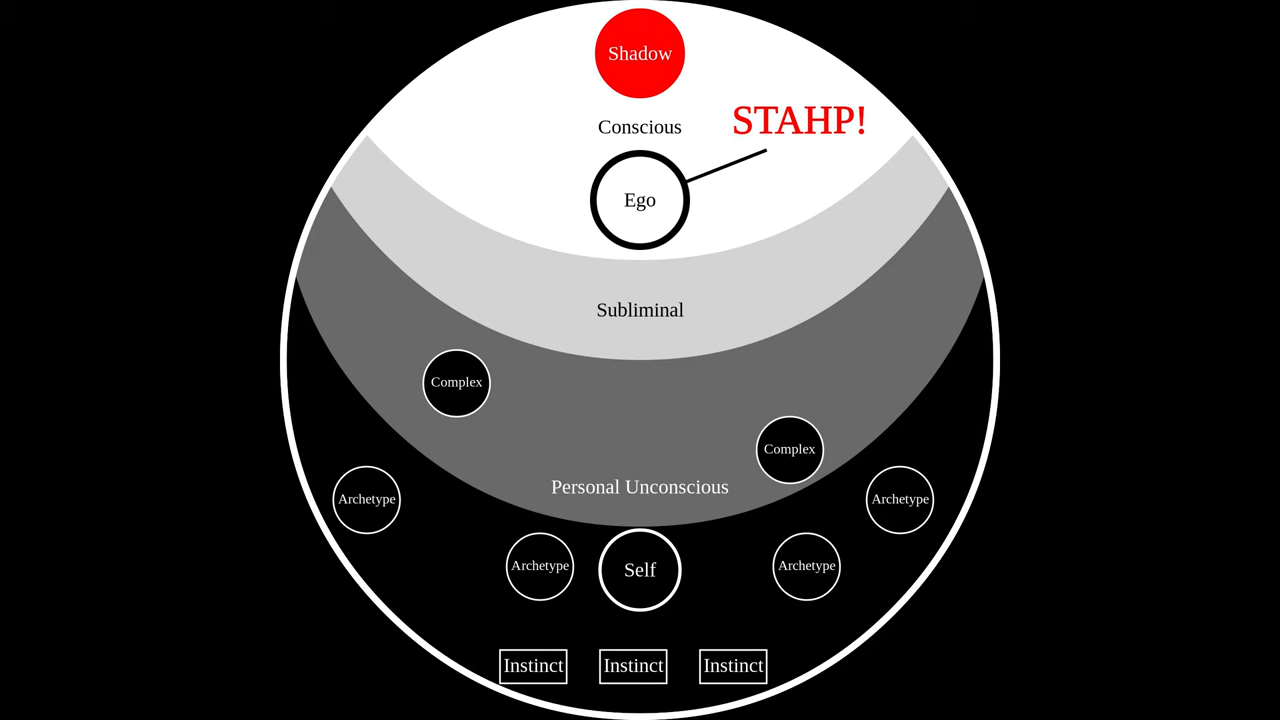 Shadow
STAHP!
Conscious
Ego
Subliminal
Complex
Complex
Personal Unconscious
Archetype
Archetype
Archetype
Self
Archetype
Instinct
Instinct
Instinct